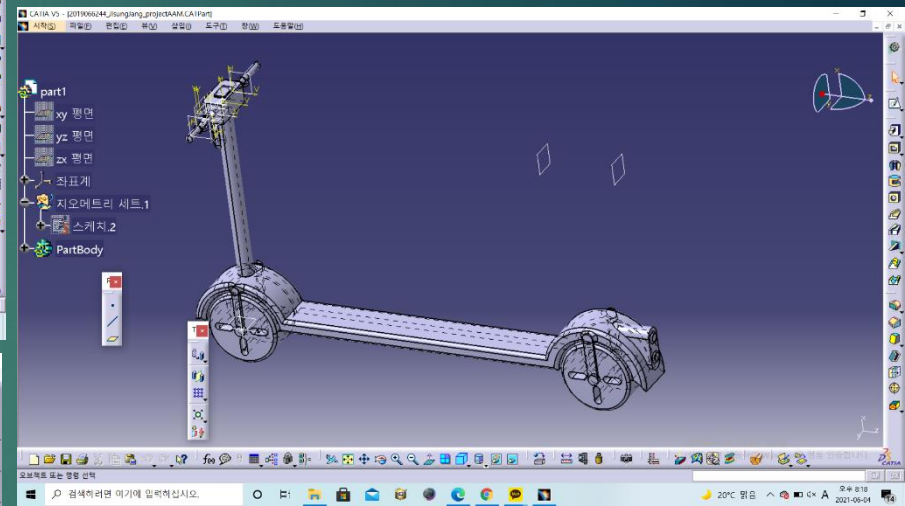 CATIA V5 - [2019066244_JisungJang_projectAAM.CATPart]
시작(S) 파일(F) 편집(E) 뷰(V) 삽입(I) 도구(T) 창(W) 도움말(H)
part1
xy 평면
yz 평면
zx 평면
좌표계
지오메트리 세트.1
스케치.2
PartBody
오브젝트 또는 명령 선택
검색하려면 여기에 입력하십시오.
20°C 맑음
A
오후 8:18
2021-06-04